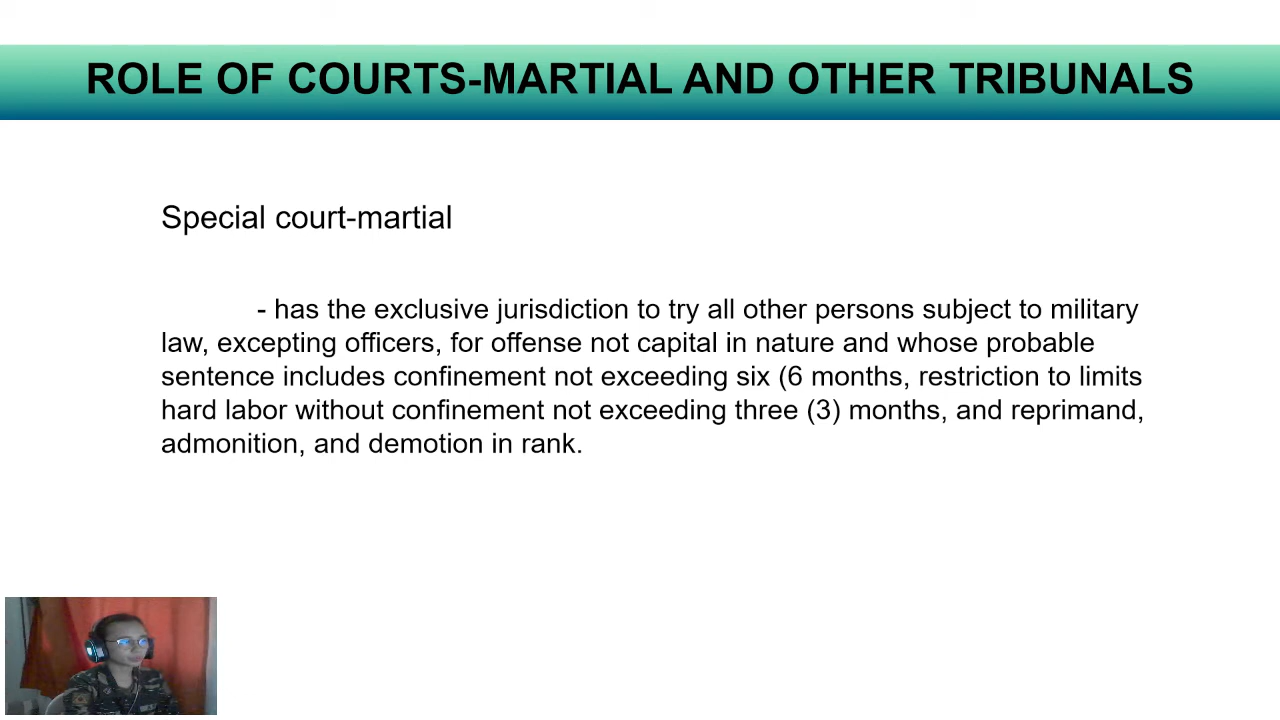 ROLE OF COURTS-MARTIAL AND OTHER TRIBUNALS
Special court-martial
- has the exclusive jurisdiction to try all other persons subject to military
law, excepting officers, for offense not capital in nature and whose probable
sentence includes confinement not exceeding six (6 months, restriction to limits
hard labor without confinement not exceeding three (3) months, and reprimand,
admonition, and demotion in rank.